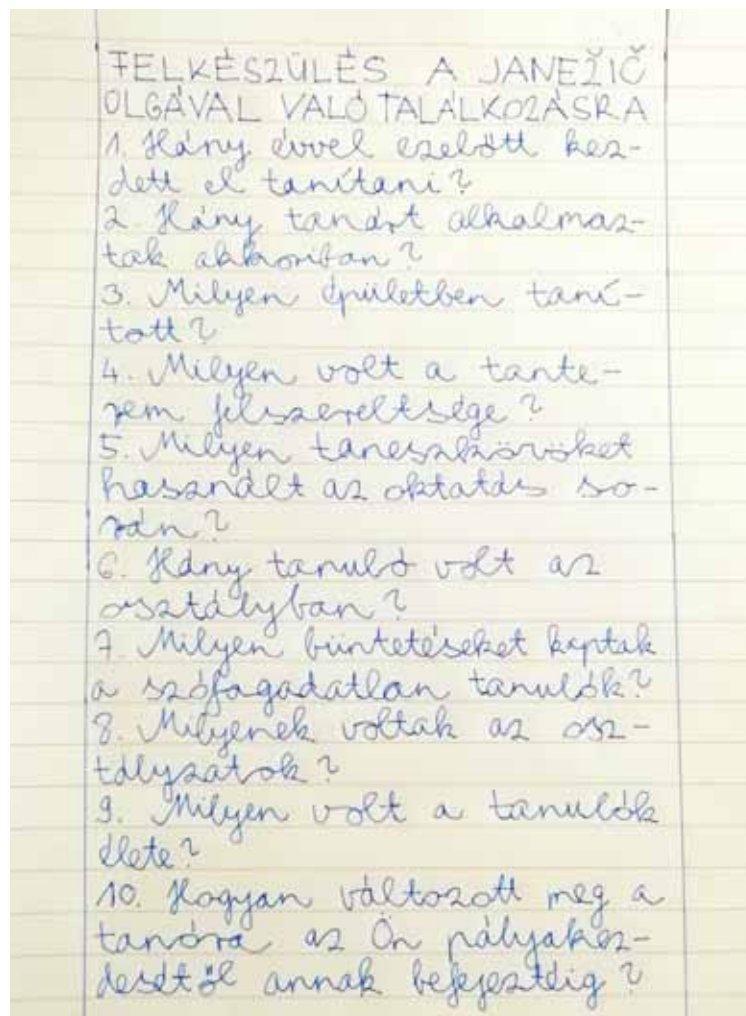 FELKÉSZÜLÉS A JANEŽIČ
OLGÁVAL VALÓ TALÁLKOZÁSRA
1. Hány évvel ezelőtt kez-
dett el tanítani?
2. Hány tanárt alkalmaz-
tak akkoriban?
3. Milyen épületben taní-
tott?
4. Milyen volt a tante-
rem felszereltsége?
5. Milyen taneszközöket
használt az oktatás so-
rán?
6. Hány tanuló volt az
osztályban?
7. Milyen büntetéseket kaptak
a szófogadatlan tanulók?
8. Milyenek voltak az osz-
tályzatok?
9. Milyen volt a tanulók
élete?
10. Hogyan változott meg a
tanóra az Ön pályakez-
désétől annak befejeztéig?